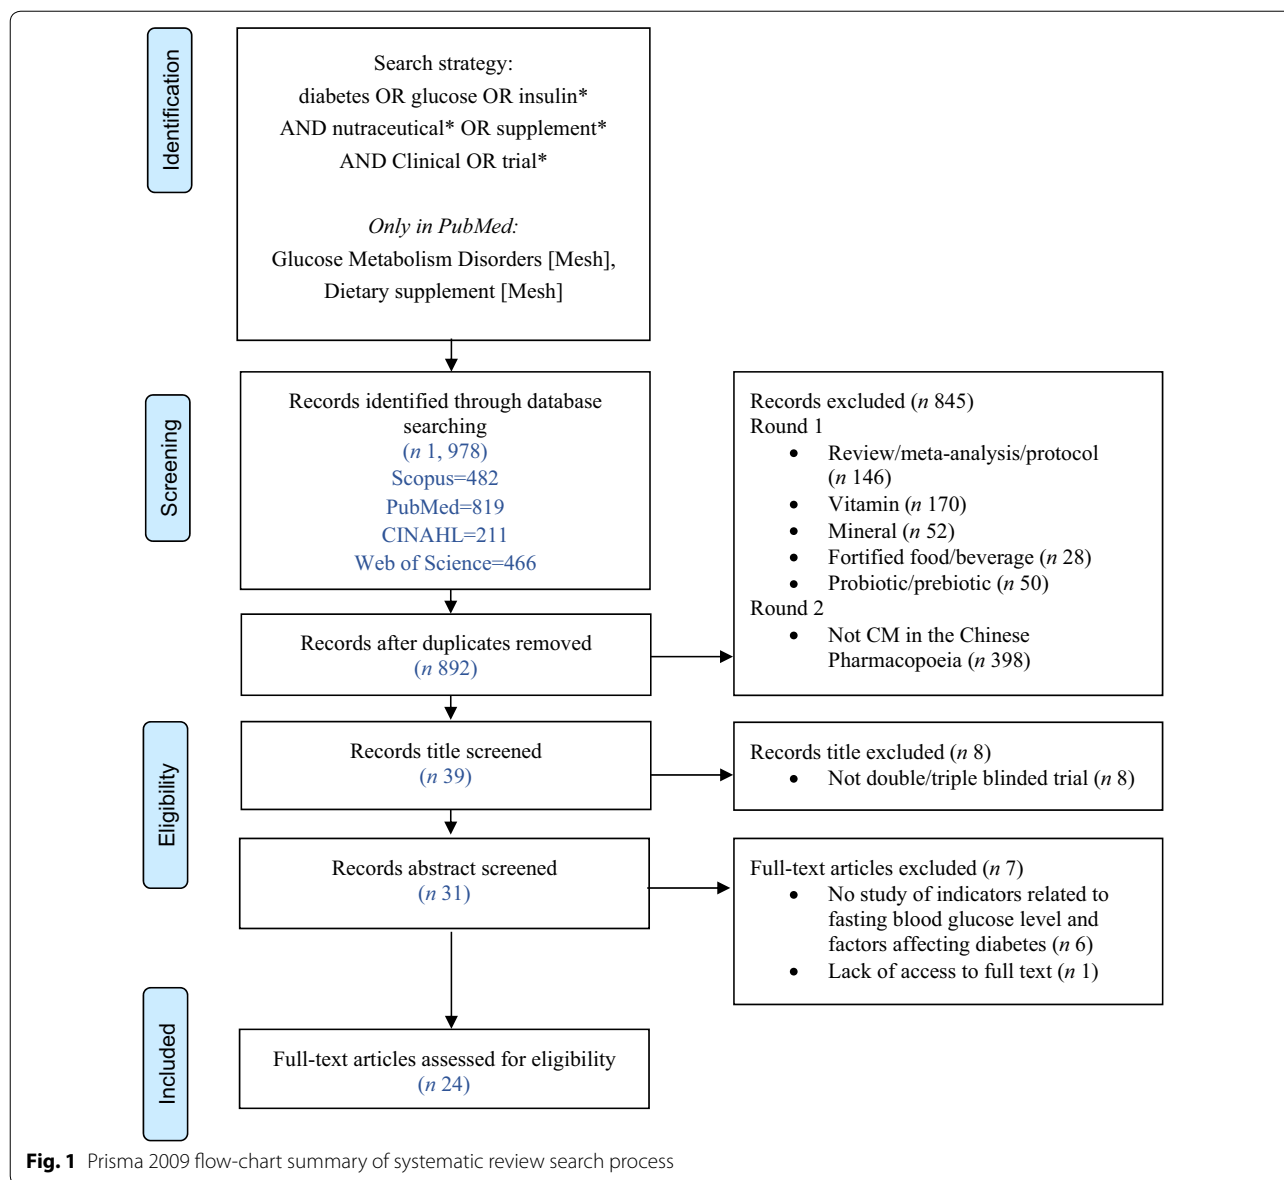 Identification
Search strategy:
diabetes OR glucose OR insulin*
AND nutraceutical* OR supplement*
AND Clinical OR trial*
Only in PubMed:
Glucose Metabolism Disorders [Mesh],
Dietary supplement [Mesh]
Screening
Records identified through database
searching
(n 1, 978)
Scopus=482
PubMed=819
CINAHL=211
Web of Science=466
Records after duplicates removed
(n 892)
Records excluded (n 845)
Round 1
• Review/meta-analysis/protocol
(n 146)
• Vitamin (n 170)
• Mineral (n 52)
• Fortified food/beverage (n 28)
• Probiotic/prebiotic (n 50)
Round 2
• Not CM in the Chinese
Pharmacopoeia (n 398)
Eligibility
Records title screened
(n 39)
Records title excluded (n 8)
• Not double/triple blinded trial (n 8)
Records abstract screened
(n 31)
Full-text articles excluded (n 7)
• No study of indicators related to
fasting blood glucose level and
factors affecting diabetes (n 6)
• Lack of access to full text (n 1)
Included
Full-text articles assessed for eligibility
(n 24)
Fig. 1 Prisma 2009 flow-chart summary of systematic review search process